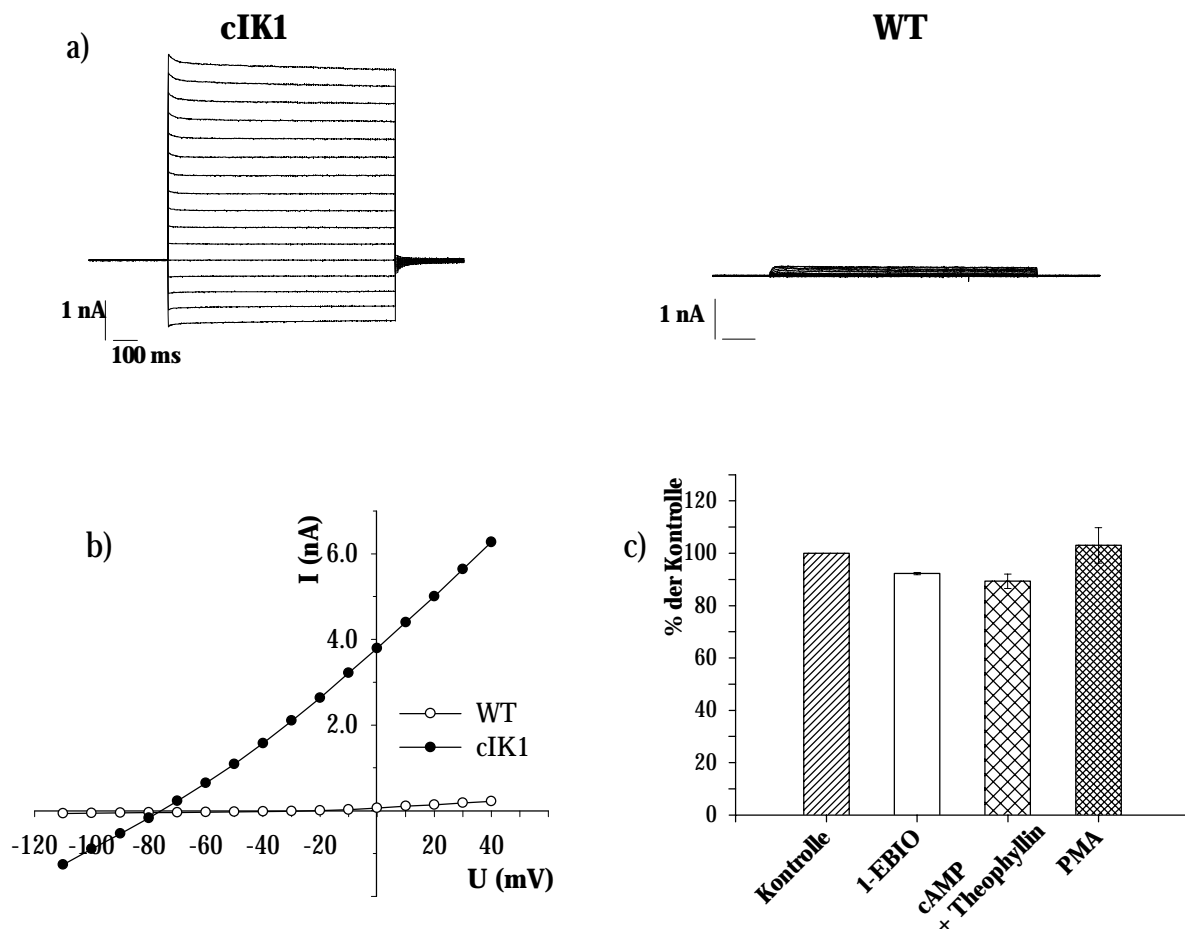 cIK1
WT
a)
1 nA
100 ms
1 nA
b)
I (nA)
6.0
4.0
2.0
WT
cIK1
-120 -100 -80 -60 -40 -20 20 40
U (mV)
c)
% der Kontrolle
120
100
80
60
40
20
0
Kontrolle
1-EBIO
cAMP
+ Theophyllin
PMA